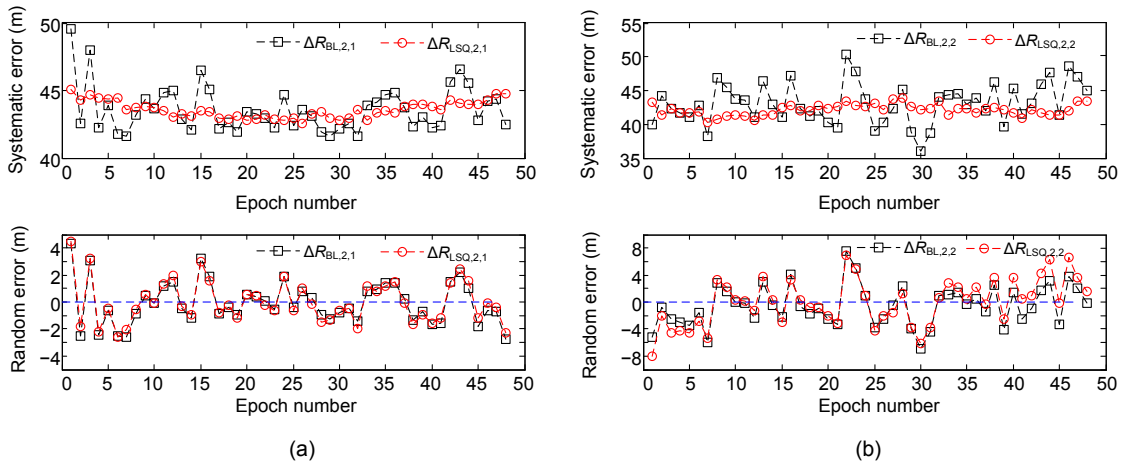 Systematic error (m)
50
45
40
ΔR_BL,2,1 ΔR_LSQ,2,1
0 5 10 15 20 25 30 35 40 45 50
Epoch number
Random error (m)
4
2
0
−2
−4
ΔR_BL,2,1 ΔR_LSQ,2,1
0 5 10 15 20 25 30 35 40 45 50
Epoch number
(a)
Systematic error (m)
55
50
45
40
35
ΔR_BL,2,2 ΔR_LSQ,2,2
0 5 10 15 20 25 30 35 40 45 50
Epoch number
Random error (m)
8
4
0
−4
−8
ΔR_BL,2,2 ΔR_LSQ,2,2
0 5 10 15 20 25 30 35 40 45 50
Epoch number
(b)